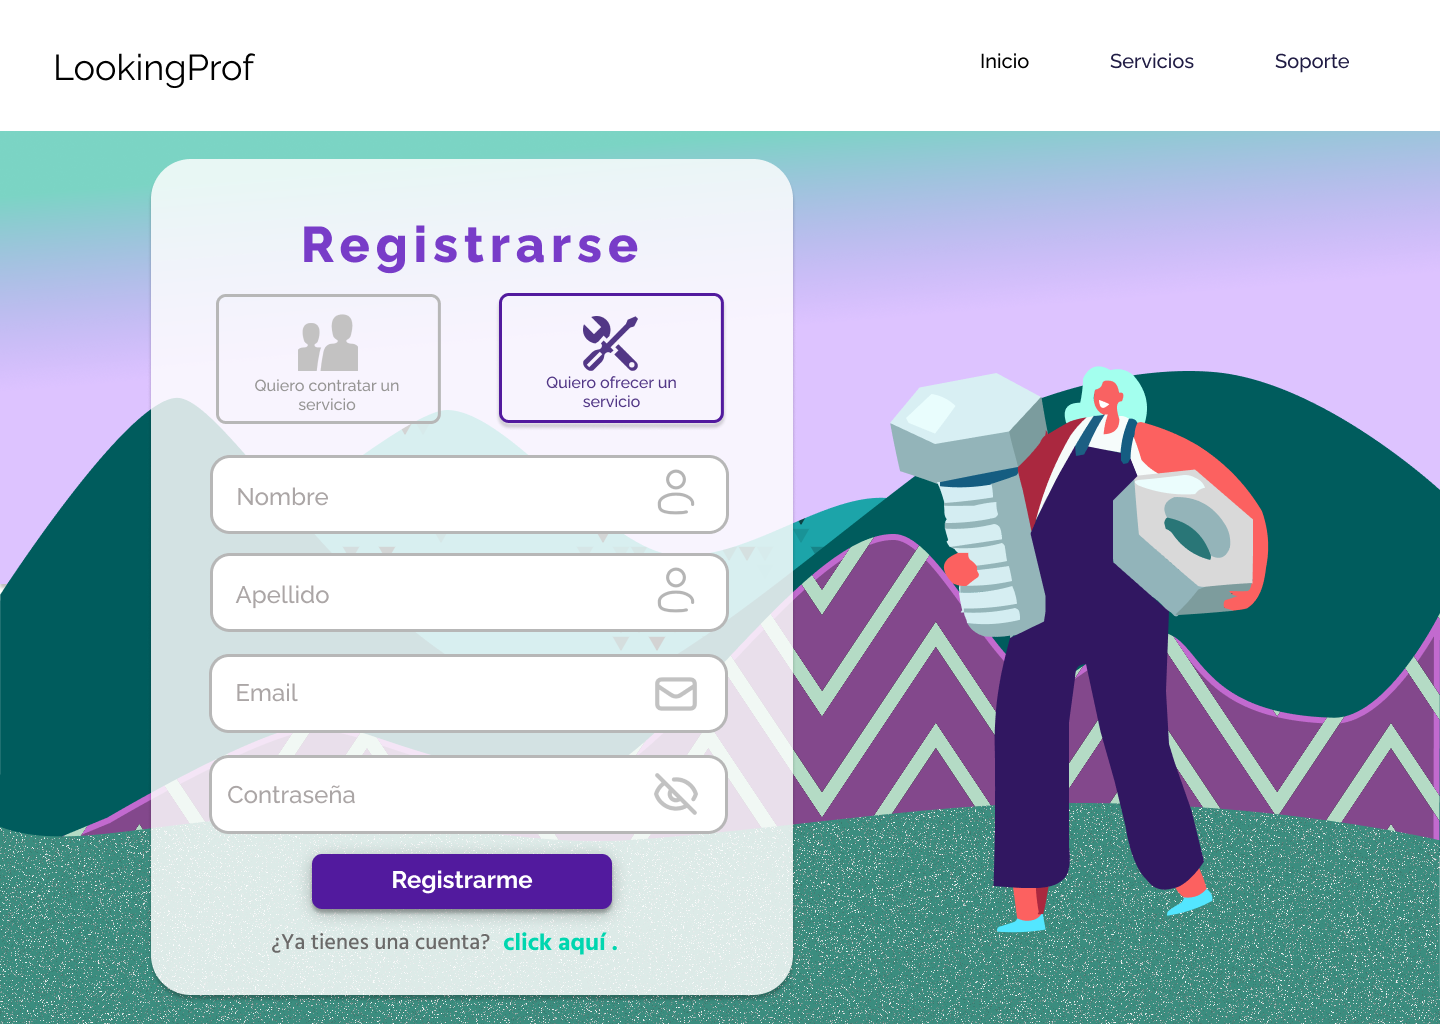 LookingProf
Inicio
Servicios
Soporte
Registrarse
Quiero contratar un
servicio
Quiero ofrecer un
servicio
Nombre
Apellido
Email
Contraseña
Registrarme
¿Ya tienes una cuenta? click aquí .